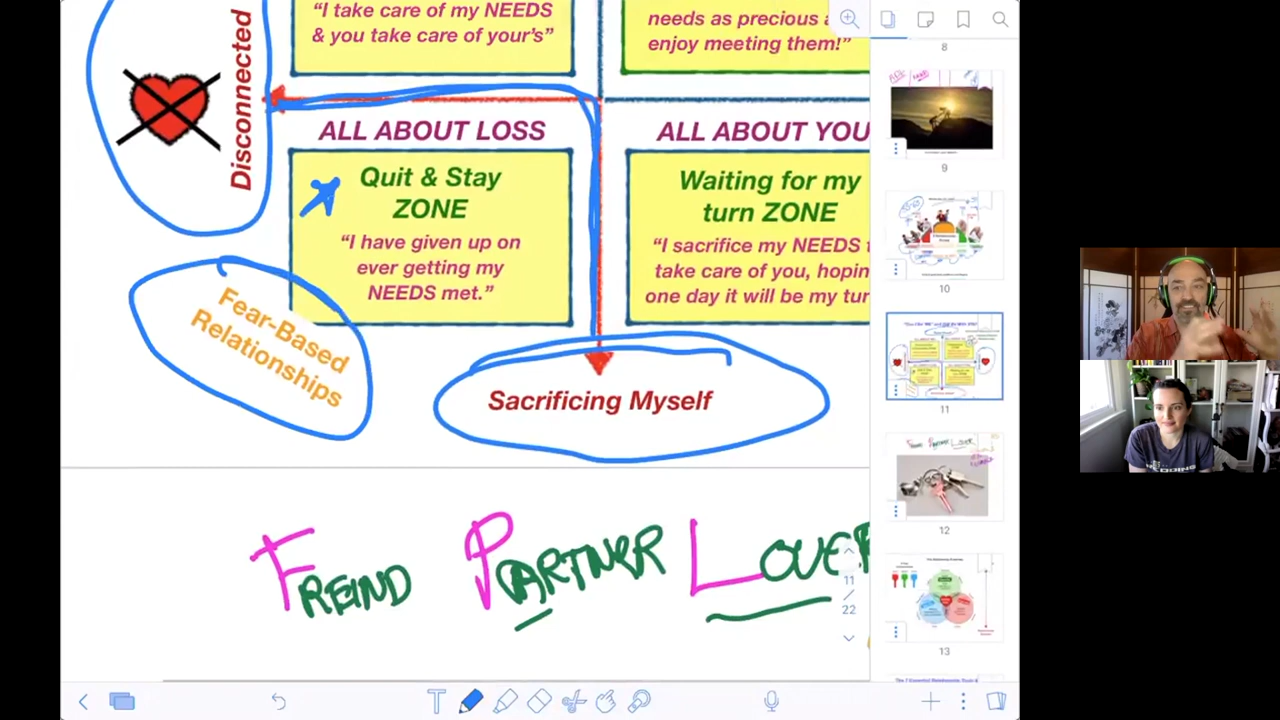 "I take care of my NEEDS
& you take care of your's"
needs as precious a
enjoy meeting them!"
Disconnected
ALL ABOUT LOSS
ALL ABOUT YOU
Quit & Stay
ZONE
"I have given up on
ever getting my
NEEDS met."
Waiting for my
turn ZONE
"I sacrifice my NEEDS t
take care of you, hopin
one day it will be my tur
Fear-Based
Relationships
Sacrificing Myself
FREIND PARTNER LOVER
11
/
22
8
9
10
11
12
13
T